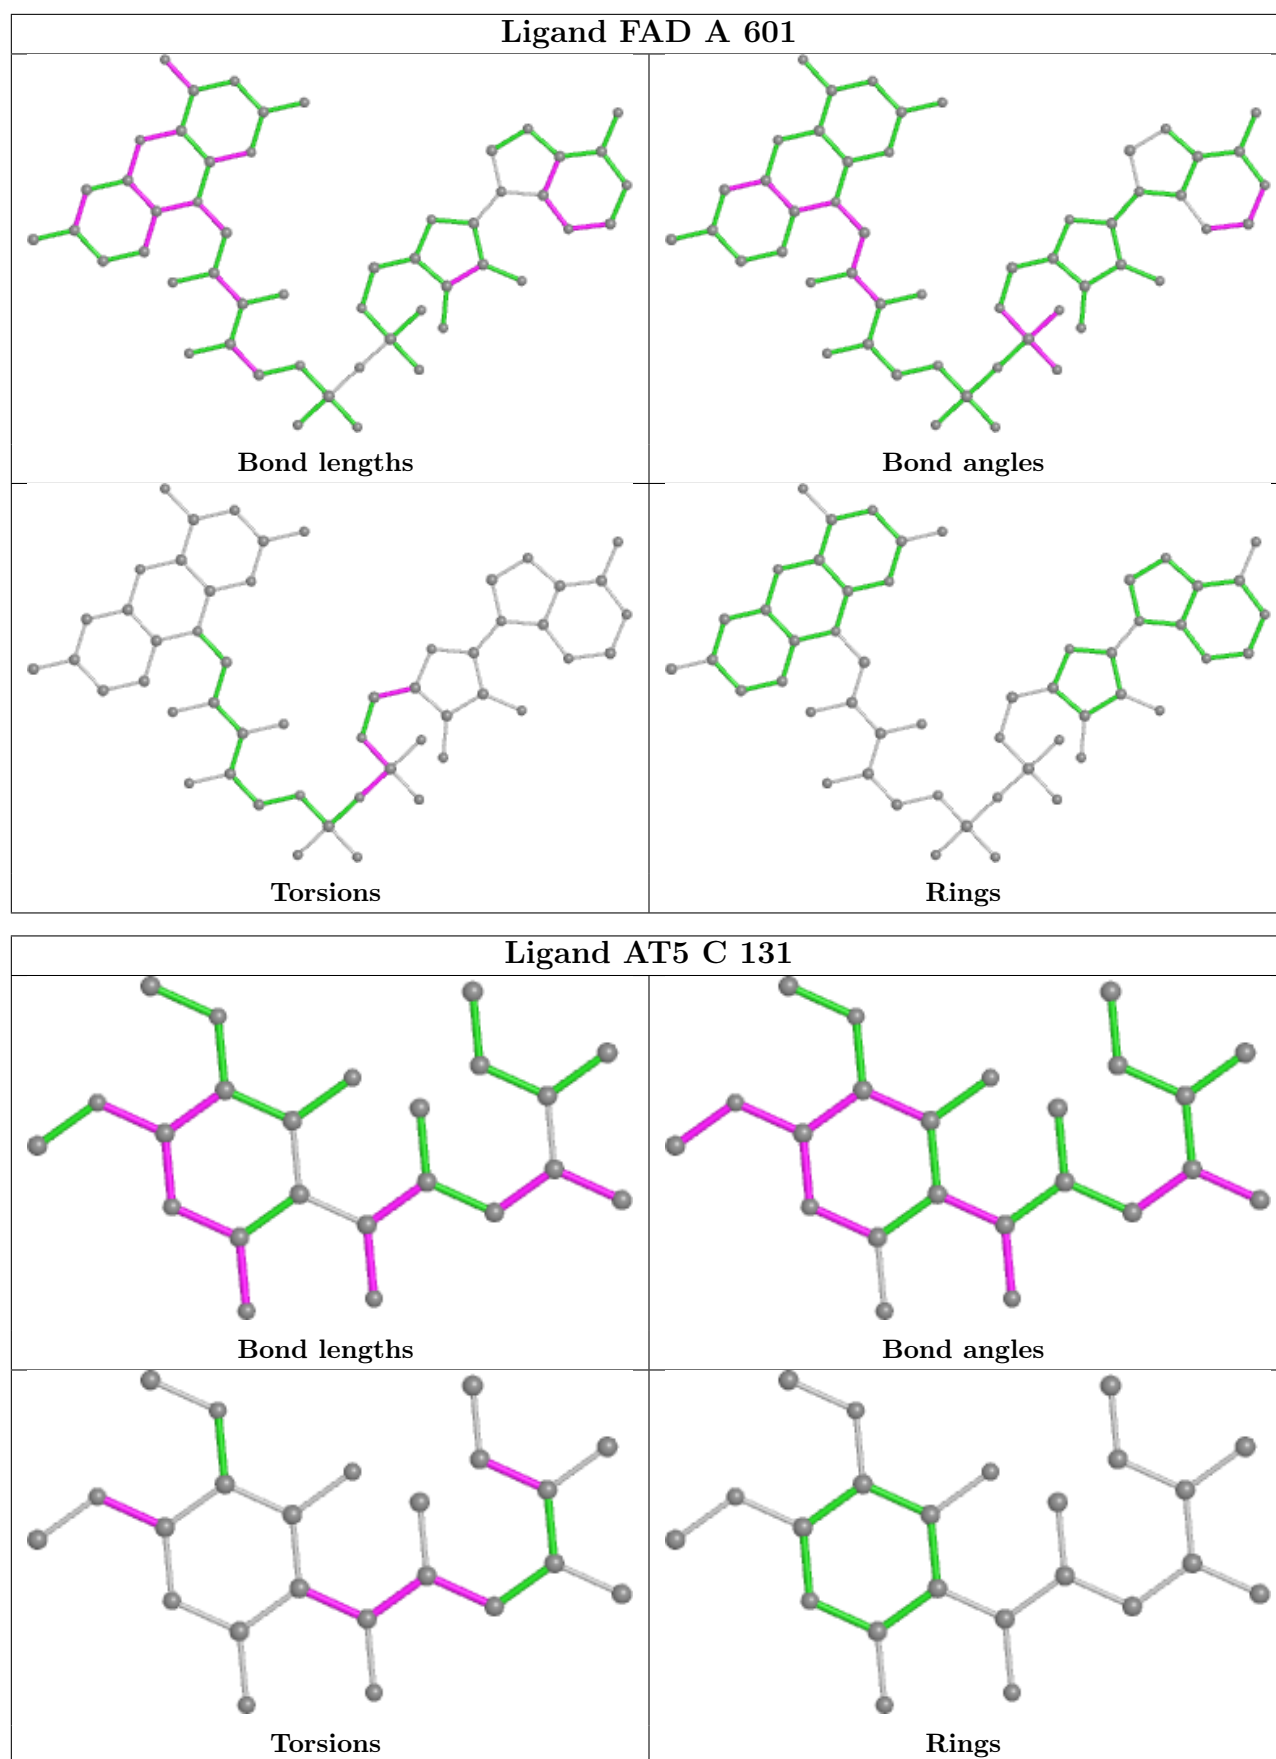 Ligand FAD A 601
Bond lengths
Bond angles
Torsions
Rings
Ligand AT5 C 131
Bond lengths
Bond angles
Torsions
Rings